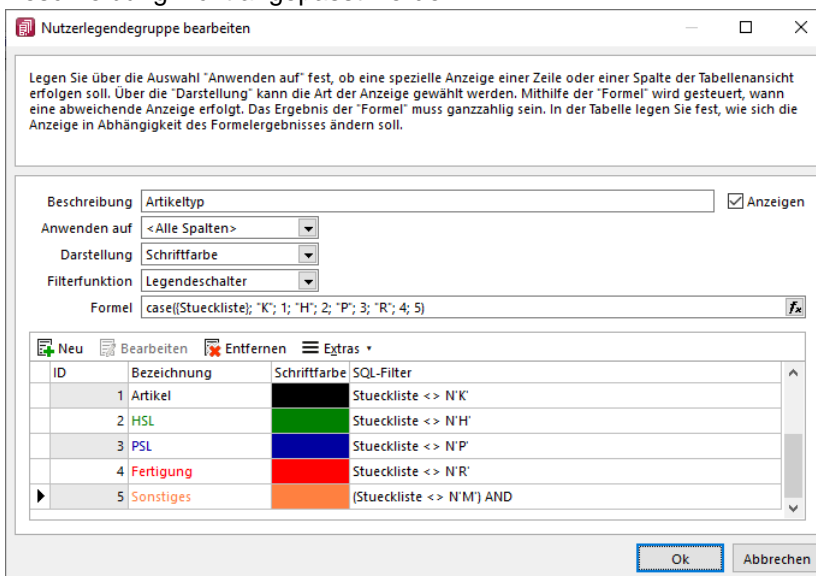 Nutzerlegendegruppe bearbeiten
Legen Sie über die Auswahl "Anwenden auf" fest, ob eine spezielle Anzeige einer Zeile oder einer Spalte der Tabellenansicht
erfolgen soll. Über die "Darstellung" kann die Art der Anzeige gewählt werden. Mithilfe der "Formel" wird gesteuert, wann
eine abweichende Anzeige erfolgt. Das Ergebnis der "Formel" muss ganzzahlig sein. In der Tabelle legen Sie fest, wie sich die
Anzeige in Abhängigkeit des Formelergebnisses ändern soll.
Beschreibung Artikeltyp Anzeigen
Anwenden auf <Alle Spalten>
Darstellung Schriftfarbe
Filterfunktion Legendeschalter
Formel case({Stueckliste}; "K"; 1; "H"; 2; "P"; 3; "R"; 4; 5) fx
Neu Bearbeiten Entfernen Extras
ID Bezeichnung Schriftfarbe SQL-Filter
1 Artikel Stueckliste <> N'K'
2 HSL Stueckliste <> N'H'
3 PSL Stueckliste <> N'P'
4 Fertigung Stueckliste <> N'R'
5 Sonstiges (Stueckliste <> N'M') AND
Ok Abbrechen